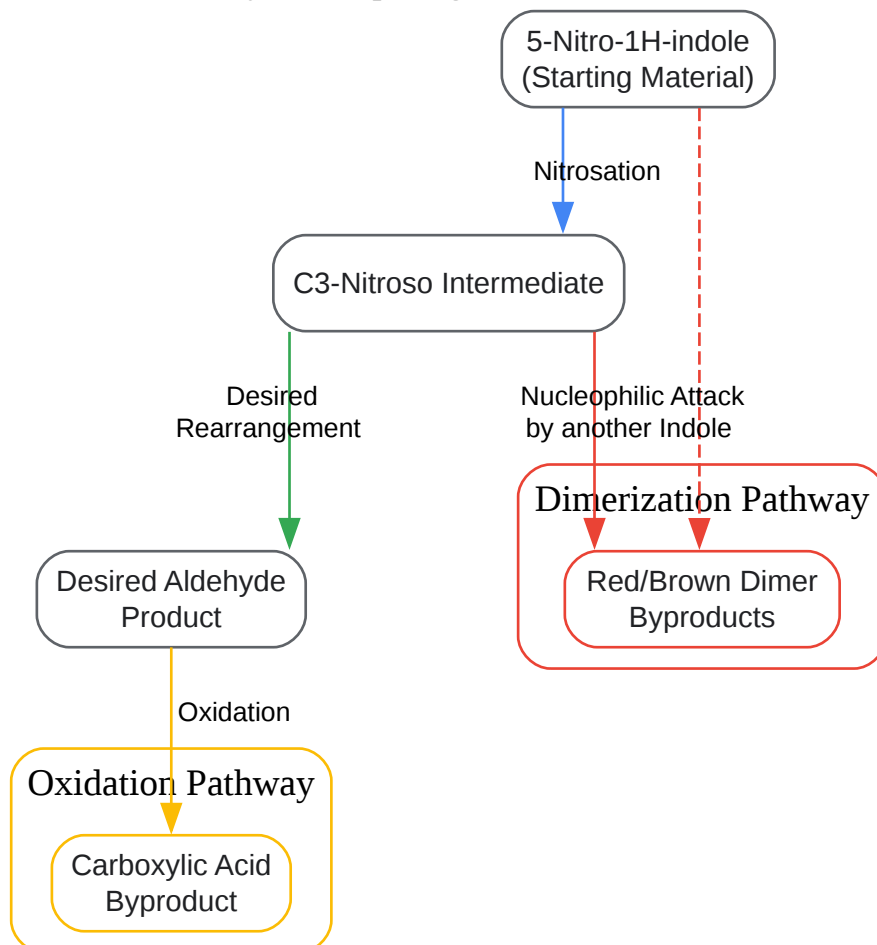 5-Nitro-1H-indole
(Starting Material)
Nitrosation
C3-Nitroso Intermediate
Desired
Rearrangement
Nucleophilic Attack
by another Indole
Dimerization Pathway
Desired Aldehyde
Product
Red/Brown Dimer
Byproducts
Oxidation
Oxidation Pathway
Carboxylic Acid
Byproduct